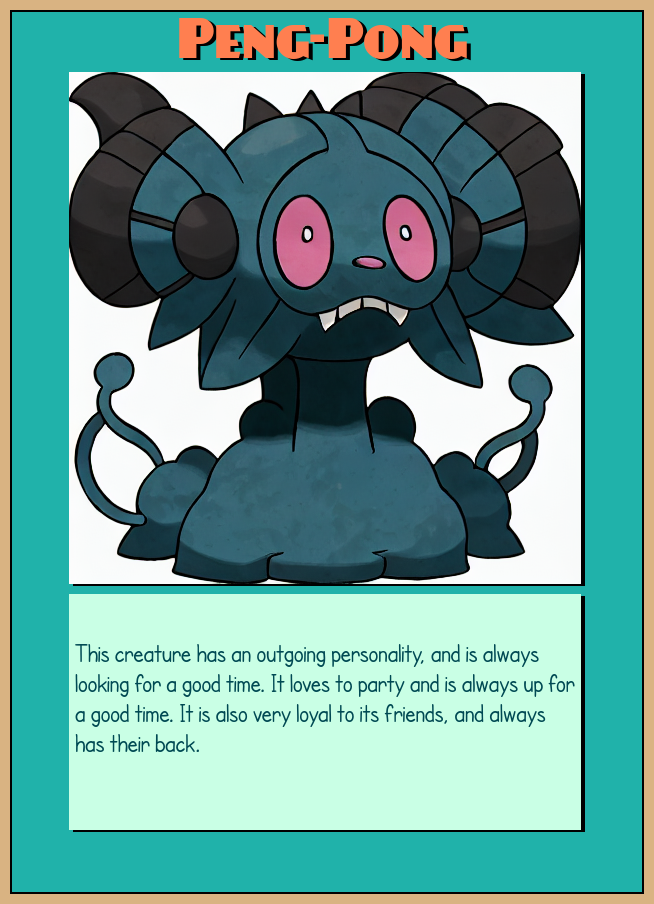 Peng-Pong
This creature has an outgoing personality, and is always
looking for a good time. It loves to party and is always up for
a good time. It is also very loyal to its friends, and always
has their back.